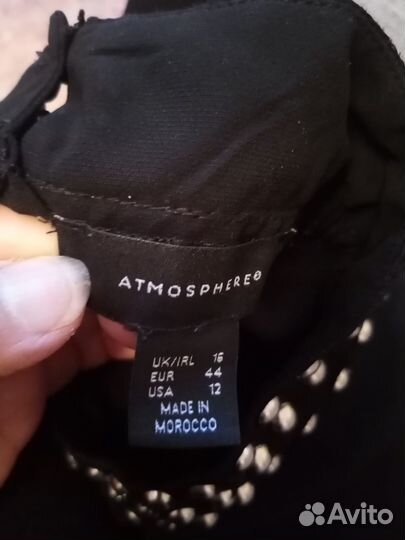 ATMOSPHERE®
UK/IRL 16
EUR 44
USA 12
MADE IN
MOROCCO
Avito